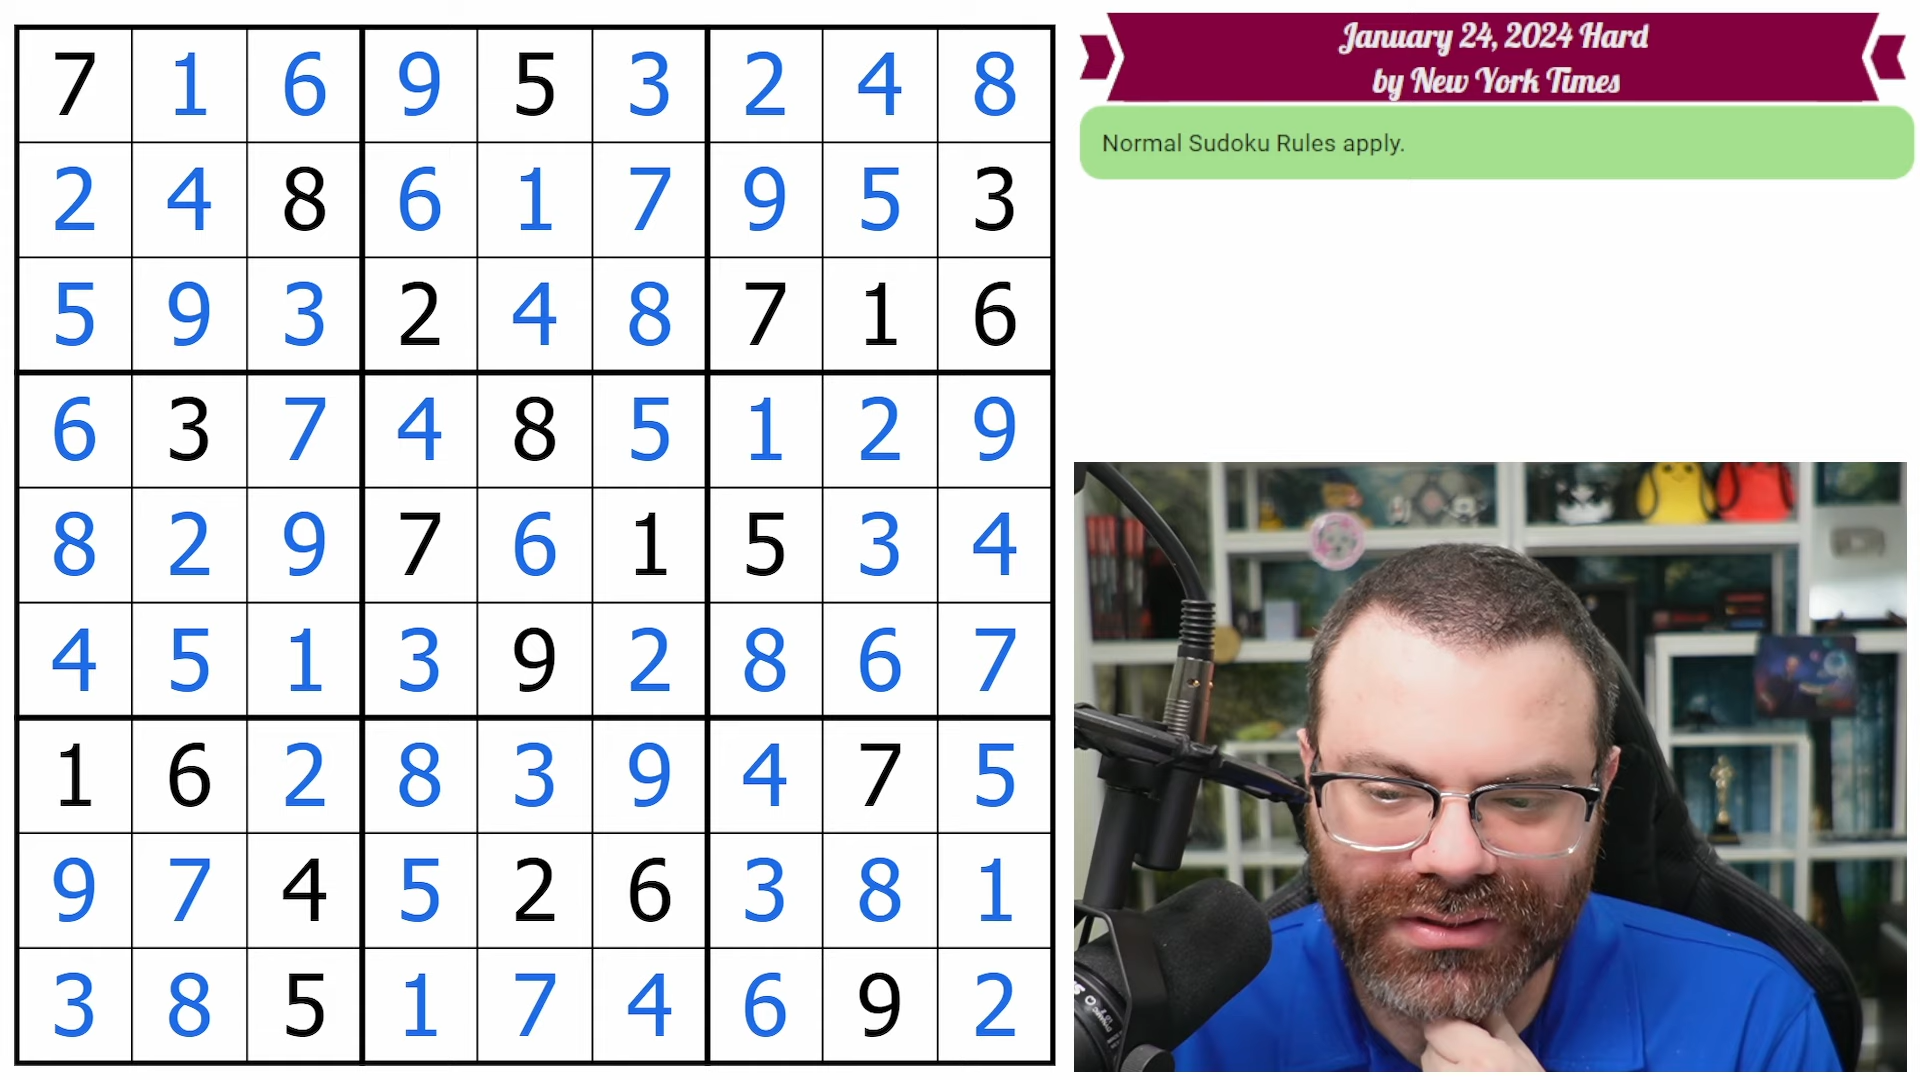 7 1 6 9 5 3 2 4 8
2 4 8 6 1 7 9 5 3
5 9 3 2 4 8 7 1 6
6 3 7 4 8 5 1 2 9
8 2 9 7 6 1 5 3 4
4 5 1 3 9 2 8 6 7
1 6 2 8 3 9 4 7 5
9 7 4 5 2 6 3 8 1
3 8 5 1 7 4 6 9 2
January 24, 2024 Hard
by New York Times
Normal Sudoku Rules apply.